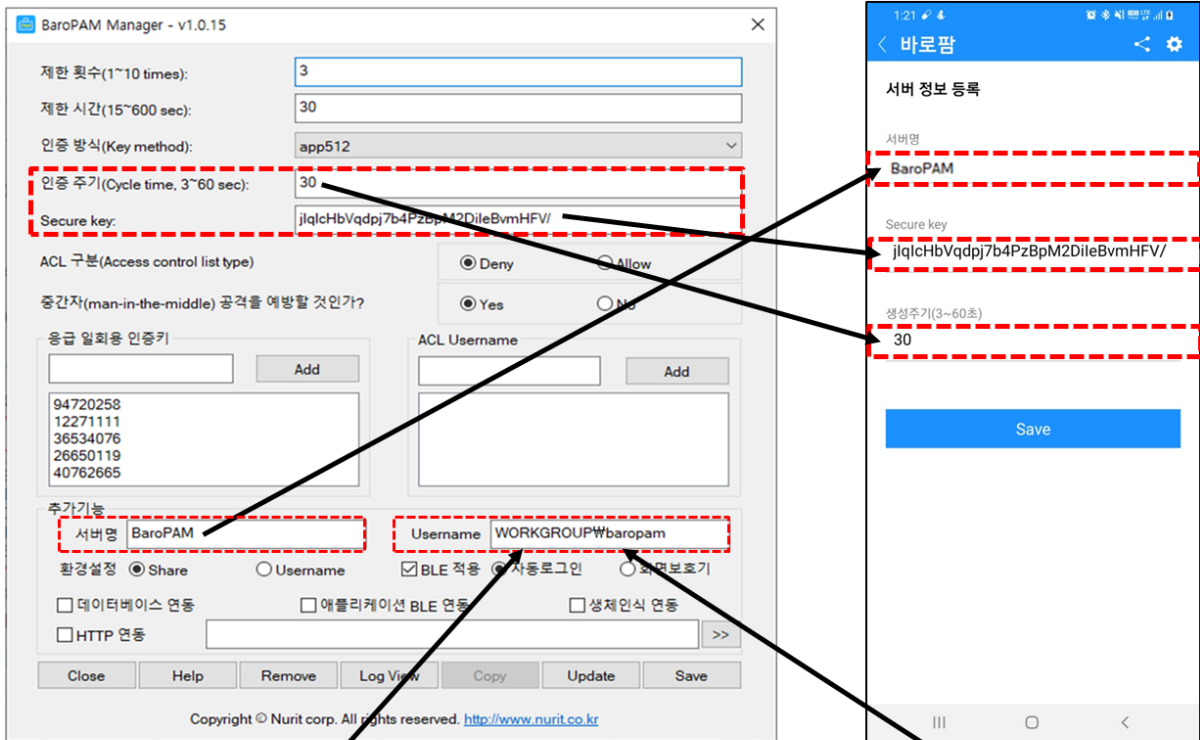 BaroPAM Manager - v1.0.15
제한 횟수(1~10 times):
3
제한 시간(15~600 sec):
30
인증 방식(Key method):
app512
인증 주기(Cycle time, 3~60 sec):
30
Secure key:
jIqIcHbVqdpj7b4PzBpM2DiIeBvmHFV/
ACL 구분(Access control list type)
Deny
Allow
중간자(man-in-the-middle) 공격을 예방할 것인가?
Yes
No
응급 일회용 인증키
Add
94720258
12271111
36534076
26650119
40762665
ACL Username
Add
추가기능
서버명
BaroPAM
Username
WORKGROUP₩baropam
환경설정
Share
Username
BLE 적용
자동로그인
화면보호기
데이터베이스 연동
애플리케이션 BLE 연동
생체인식 연동
HTTP 연동
>>
Close
Help
Remove
Log View
Copy
Update
Save
Copyright © Nurit corp. All rights reserved. http://www.nurit.co.kr
1:21
바로팜
서버 정보 등록
서버명
BaroPAM
Secure key
jIqIcHbVqdpj7b4PzBpM2DiIeBvmHFV/
생성주기(3~60초)
30
Save